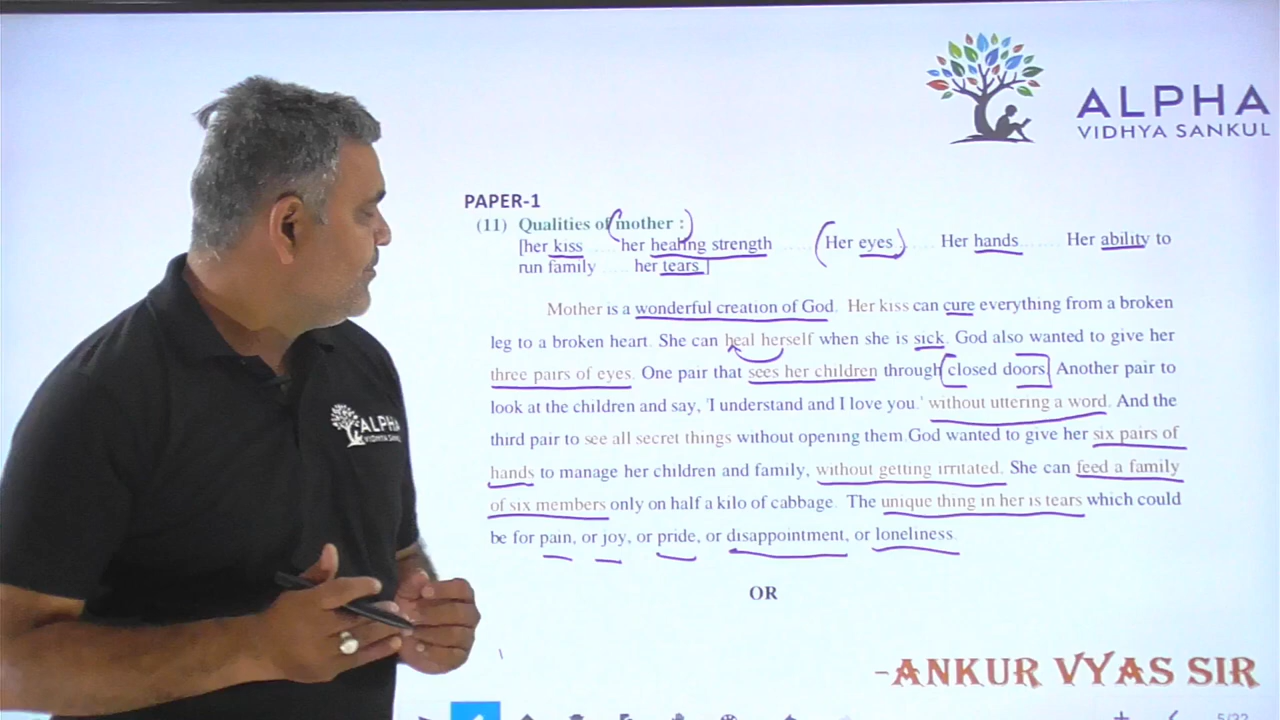 ALPHA
VIDHYA SANKUL
PAPER-1
(11) Qualities of mother :
[her kiss ..... her healing strength ..... Her eyes ..... Her hands ..... Her ability to
run family ..... her tears ]
Mother is a wonderful creation of God. Her kiss can cure everything from a broken
leg to a broken heart. She can heal herself when she is sick. God also wanted to give her
three pairs of eyes. One pair that sees her children through closed doors. Another pair to
look at the children and say, 'I understand and I love you.' without uttering a word. And the
third pair to see all secret things without opening them God wanted to give her six pairs of
hands to manage her children and family, without getting irritated. She can feed a family
of six members only on half a kilo of cabbage. The unique thing in her is tears which could
be for pain, or joy, or pride, or disappointment, or loneliness.
OR
ALPHA
VIDHYA SANKUL
-ANKUR VYAS SIR
5/22